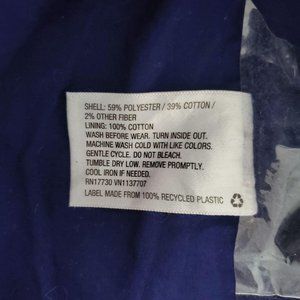 SHELL: 59% POLYESTER / 39% COTTON /
2% OTHER FIBER
LINING: 100% COTTON
WASH BEFORE WEAR. TURN INSIDE OUT.
MACHINE WASH COLD WITH LIKE COLORS.
GENTLE CYCLE. DO NOT BLEACH.
TUMBLE DRY LOW. REMOVE PROMPTLY.
COOL IRON IF NEEDED.
RN17730 VN1137707
LABEL MADE FROM 100% RECYCLED PLASTIC